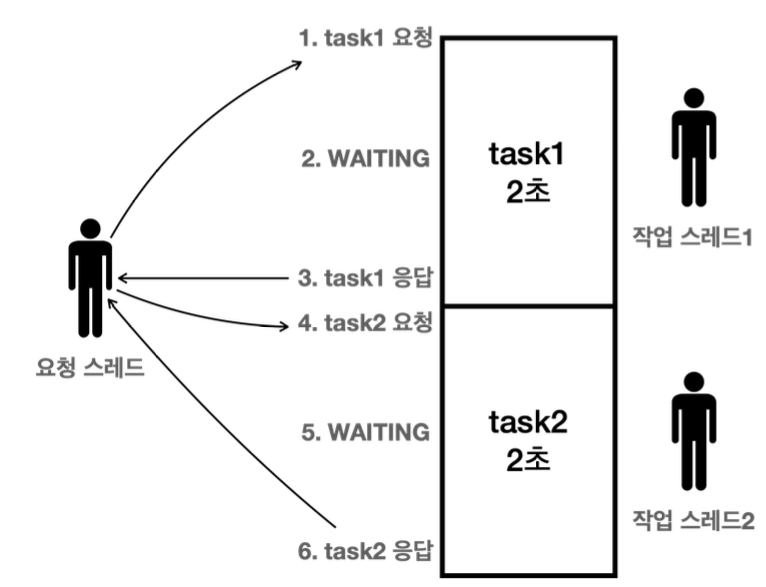 1. task1 요청
2. WAITING
task1
2초
작업 스레드1
3. task1 응답
4. task2 요청
요청 스레드
5. WAITING
task2
2초
작업 스레드2
6. task2 응답